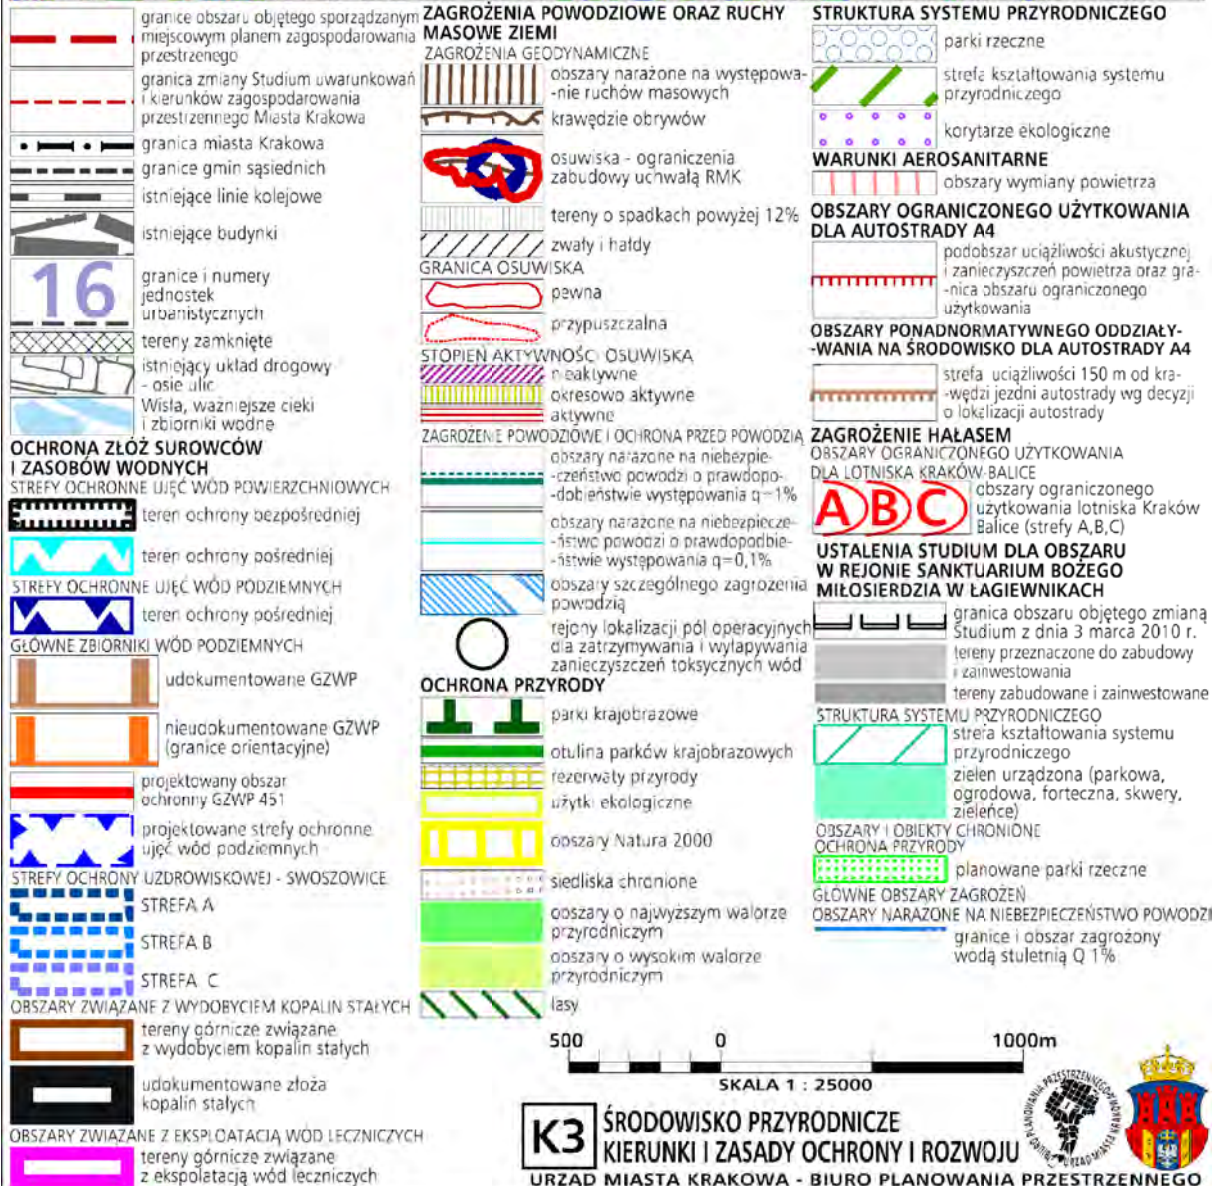 granice obszaru objętego sporządzanym
miejscowym planem zagospodarowania
przestrzenego
granica zmiany Studium uwarunkowań
i kierunków zagospodarowania
przestrzennego Miasta Krakowa
granica miasta Krakowa
granice gmin sąsiednich
istniejące linie kolejowe
istniejące budynki
16
granice i numery
jednostek
urbanistycznych
tereny zamknięte
istniejący układ drogowy
- osie ulic
Wisła, ważniejsze cieki
i zbiorniki wodne
OCHRONA ZŁÓŻ SUROWCÓW
I ZASOBÓW WODNYCH
STREFY OCHRONNE UJĘĆ WÓD POWIERZCHNIOWYCH
teren ochrony bezpośredniej
teren ochrony pośredniej
STREFY OCHRONNE UJĘĆ WÓD PODZIEMNYCH
teren ochrony pośredniej
GŁÓWNE ZBIORNIKI WÓD PODZIEMNYCH
udokumentowane GZWP
nieudokumentowane GZWP
(granice orientacyjne)
projektowany obszar
ochronny GZWP 451
projektowane strefy ochronne
ujęć wód podziemnych
STREFY OCHRONY UZDROWISKOWEJ - SWOSZOWICE
STREFA A
STREFA B
STREFA C
OBSZARY ZWIĄZANE Z WYDOBYCIEM KOPALIN STAŁYCH
tereny górnicze związane
z wydobyciem kopalin stałych
udokumentowane złoża
kopalin stałych
OBSZARY ZWIĄZANE Z EKSPLOATACJĄ WÓD LECZNICZYCH
tereny górnicze związane
z ekspolatacją wód leczniczych
ZAGROŻENIA POWODZIOWE ORAZ RUCHY
MASOWE ZIEMI
ZAGROŻENIA GEODYNAMICZNE
obszary narażone na występowa-
-nie ruchów masowych
krawędzie obrywów
osuwiska - ograniczenia
zabudowy uchwałą RMK
tereny o spadkach powyżej 12%
zwały i hałdy
GRANICA OSUWISKA
pewna
przypuszczalna
STOPIEŃ AKTYWNOŚCI OSUWISKA
nieaktywne
okresowo aktywne
aktywne
ZAGROŻENIE POWODZIOWE I OCHRONA PRZED POWODZIĄ
obszary narażone na niebezpie-
-czeństwo powodzi o prawdopo-
-dobieństwie występowania q=1%
obszary narażone na niebezpiecze-
-ństwo powodzi o prawdopodbie-
-ństwie występowania q=0,1%
obszary szczególnego zagrożenia
powodzią
rejony lokalizacji pól operacyjnych
dla zatrzymywania i wyłapywania
zanieczyszczeń toksycznych wód
OCHRONA PRZYRODY
parki krajobrazowe
otulina parków krajobrazowych
rezerwaty przyrody
użytki ekologiczne
obszary Natura 2000
siedliska chronione
obszary o najwyższym walorze
przyrodniczym
obszary o wysokim walorze
przyrodniczym
lasy
STRUKTURA SYSTEMU PRZYRODNICZEGO
parki rzeczne
strefa kształtowania systemu
przyrodniczego
korytarze ekologiczne
WARUNKI AEROSANITARNE
obszary wymiany powietrza
OBSZARY OGRANICZONEGO UŻYTKOWANIA
DLA AUTOSTRADY A4
podobszar uciążliwości akustycznej
i zanieczyszczeń powietrza oraz gra-
-nica obszaru ograniczonego
użytkowania
OBSZARY PONADNORMATYWNEGO ODDZIAŁY-
-WANIA NA ŚRODOWISKO DLA AUTOSTRADY A4
strefa uciążliwości 150 m od kra-
-wędzi jezdni autostrady wg decyzji
o lokalizacji autostrady
ZAGROŻENIE HAŁASEM
OBSZARY OGRANICZONEGO UŻYTKOWANIA
DLA LOTNISKA KRAKÓW-BALICE
A B C
obszary ograniczonego
użytkowania lotniska Kraków
Balice (strefy A,B,C)
USTALENIA STUDIUM DLA OBSZARU
W REJONIE SANKTUARIUM BOŻEGO
MIŁOSIERDZIA W ŁAGIEWNIKACH
granica obszaru objętego zmianą
Studium z dnia 3 marca 2010 r.
tereny przeznaczone do zabudowy
i zainwestowania
tereny zabudowane i zainwestowane
STRUKTURA SYSTEMU PRZYRODNICZEGO
strefa kształtowania systemu
przyrodniczego
zieleń urządzona (parkowa,
ogrodowa, forteczna, skwery,
zieleńce)
OBSZARY I OBIEKTY CHRONIONE
OCHRONA PRZYRODY
planowane parki rzeczne
GŁÓWNE OBSZARY ZAGROŻEŃ
OBSZARY NARAŻONE NA NIEBEZPIECZEŃSTWO POWODZI
granice i obszar zagrożony
wodą stuletnią Q 1%
500 0 1000m
SKALA 1 : 25000
K3
ŚRODOWISKO PRZYRODNICZE
KIERUNKI I ZASADY OCHRONY I ROZWOJU
URZĄD MIASTA KRAKOWA - BIURO PLANOWANIA PRZESTRZENNEGO